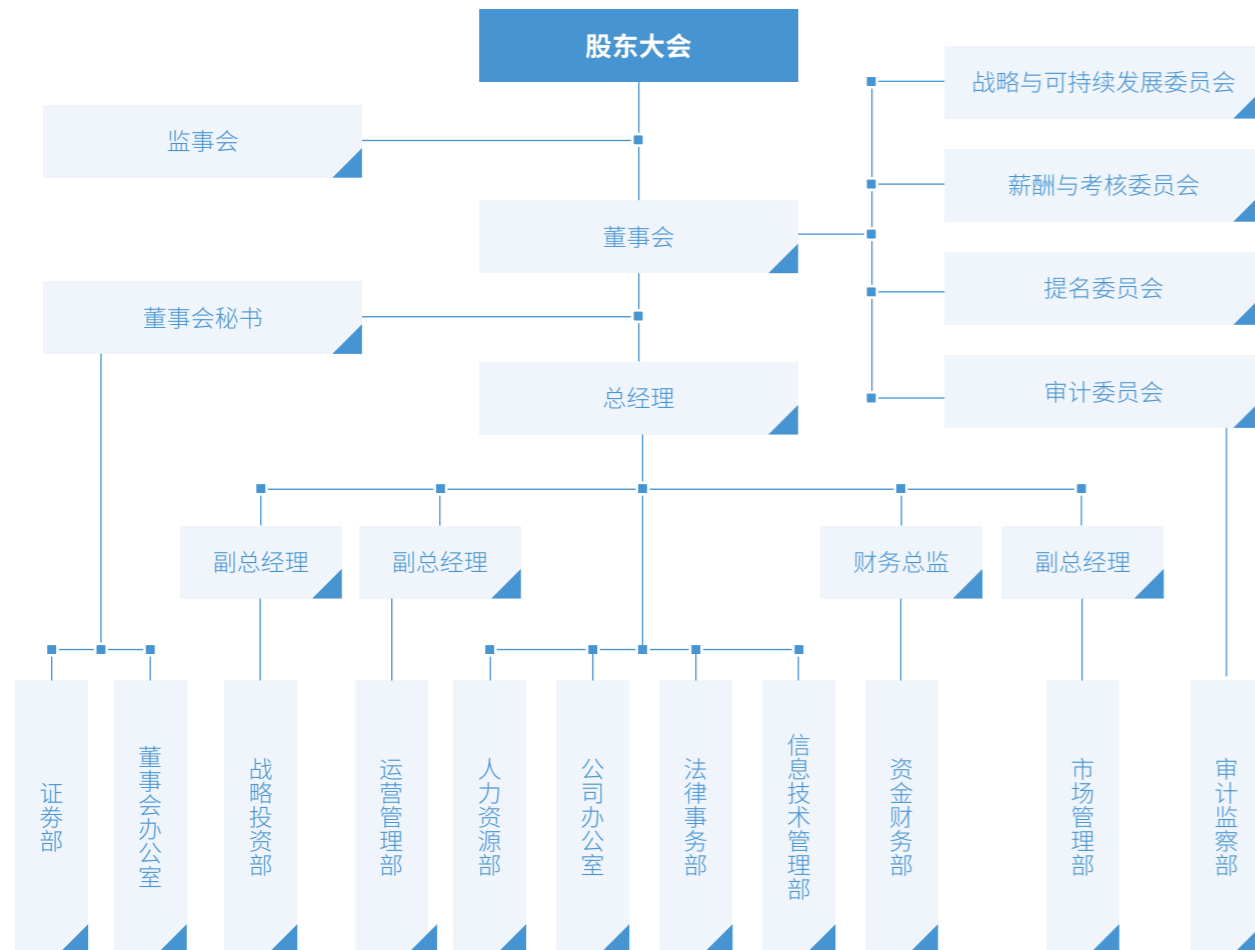 股东大会
战略与可持续发展委员会
监事会
薪酬与考核委员会
董事会
提名委员会
董事会秘书
总经理
审计委员会
副总经理
副总经理
财务总监
副总经理
证券部
董事会办公室
战略投资部
运营管理部
人力资源部
公司办公室
法律事务部
信息技术管理部
资金财务部
市场管理部
审计监察部